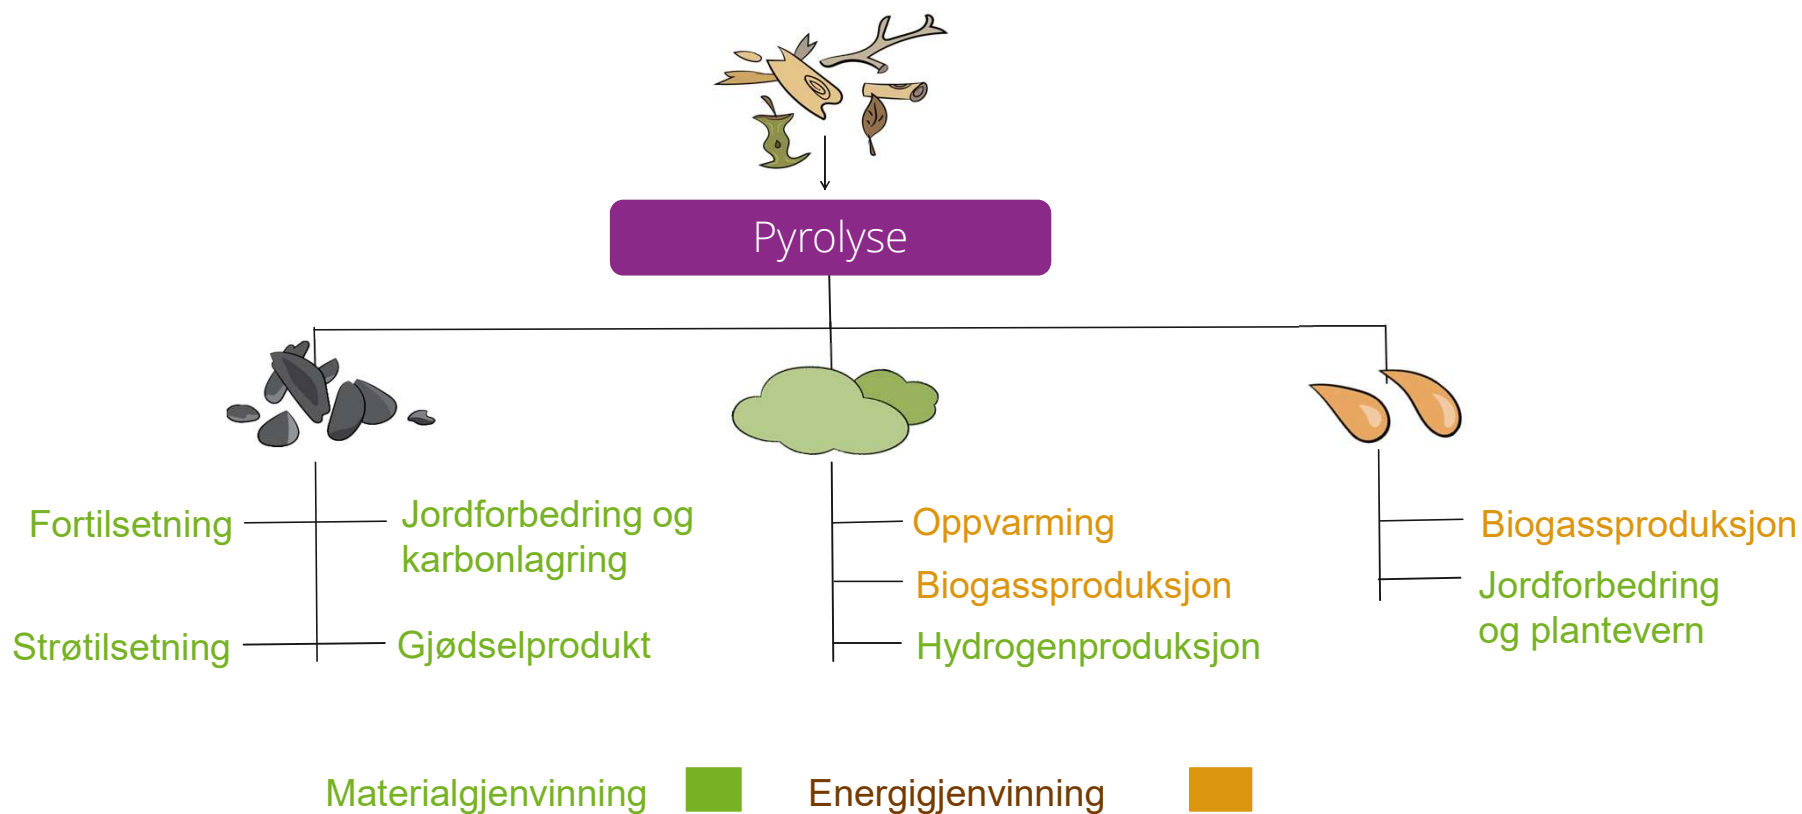 Pyrolyse
Fortilsetning
Jordforbedring og
karbonlagring
Strøtilsetning
Gjødselprodukt
Oppvarming
Biogassproduksjon
Hydrogenproduksjon
Biogassproduksjon
Jordforbedring
og plantevern
Materialgjenvinning
Energigjenvinning